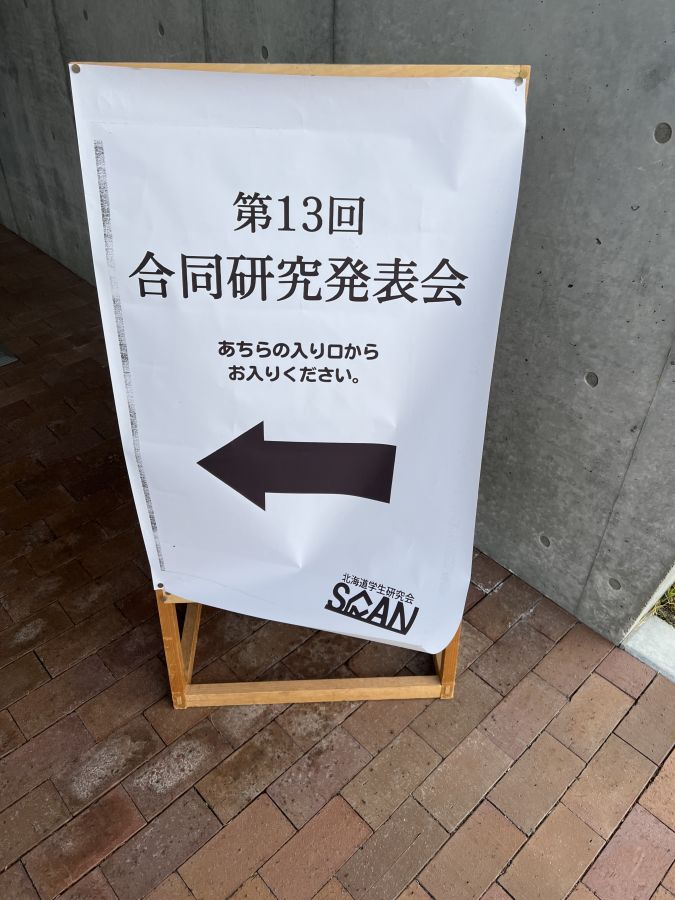 第13回
合同研究発表会
あちらの入り口から
お入りください。
北海道学生研究会
SCAN